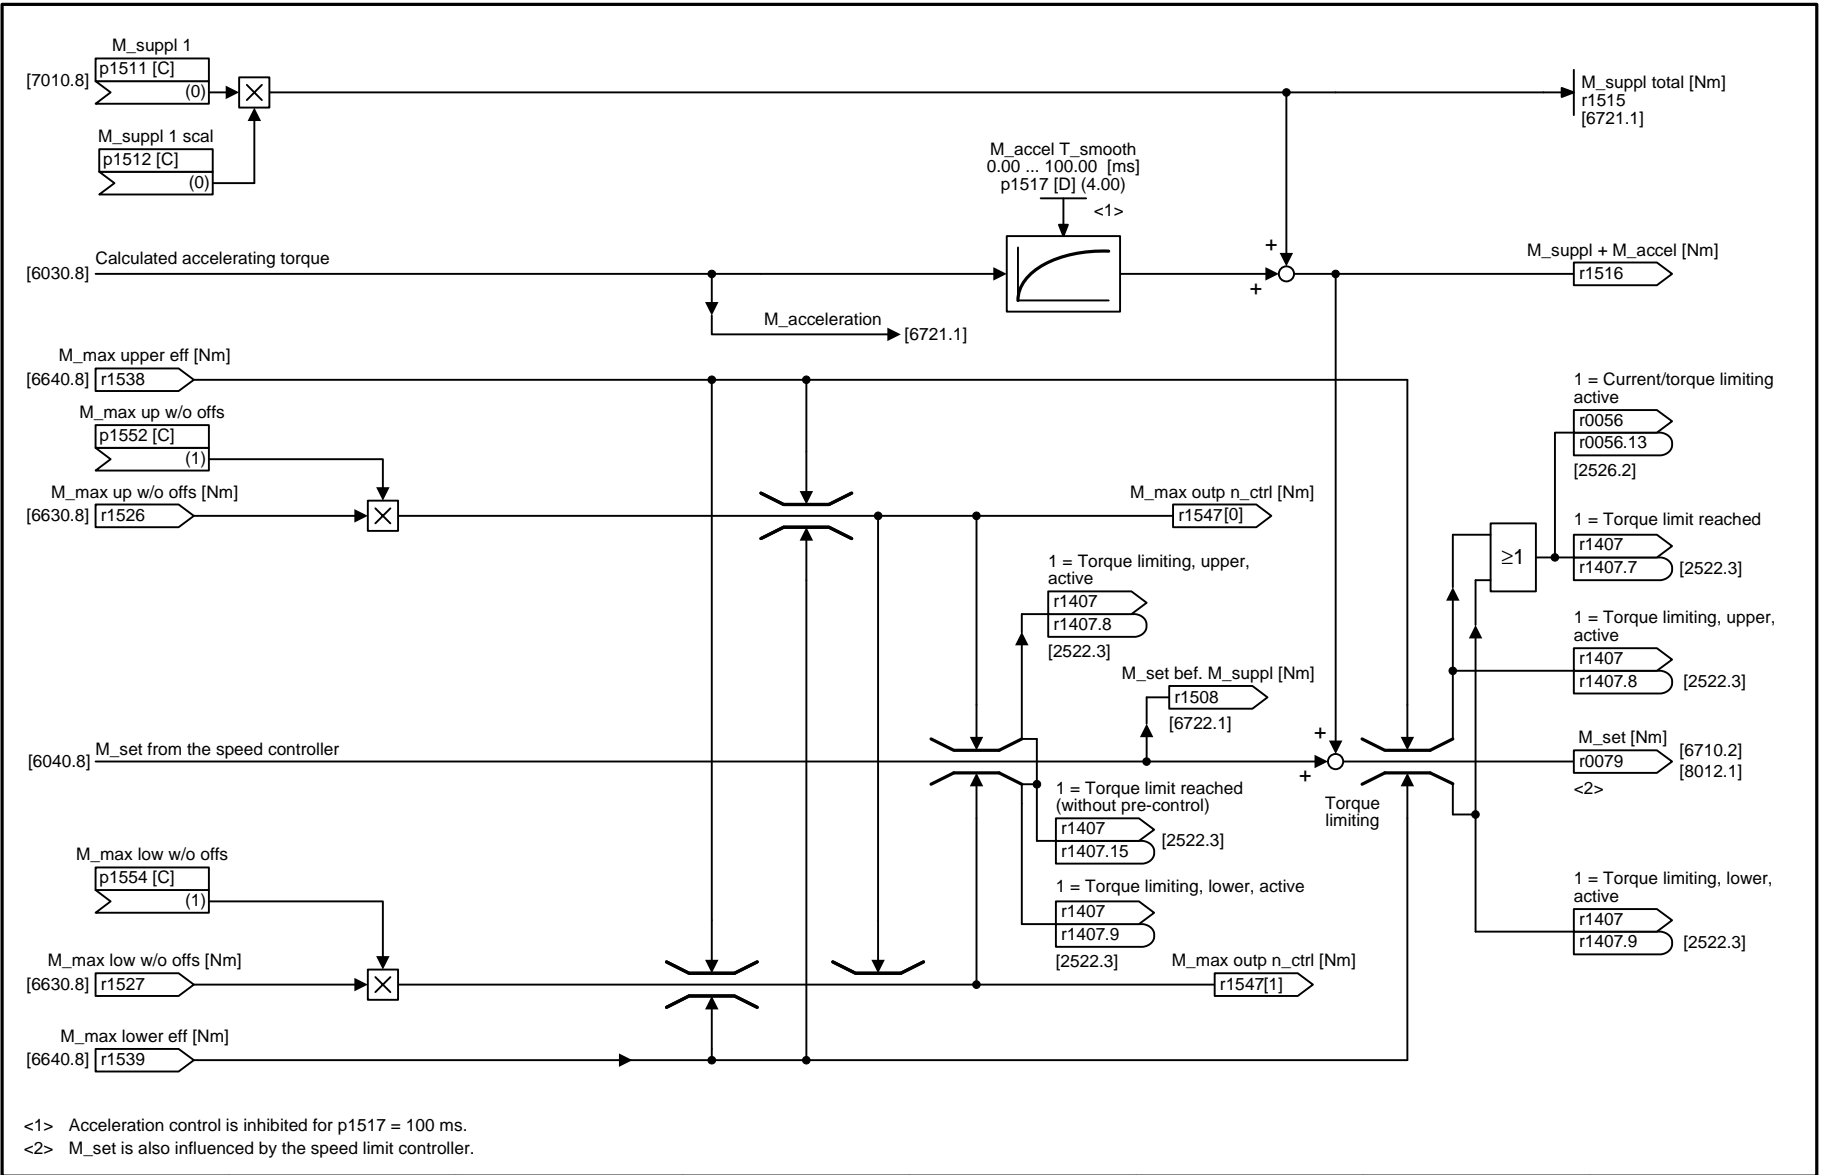 M_suppl 1
[7010.8]
p1511 [C]
(0)
M_suppl 1 scal
p1512 [C]
(0)
M_suppl total [Nm]
r1515
[6721.1]
M_accel T_smooth
0.00 ... 100.00 [ms]
p1517 [D] (4.00)
<1>
[6030.8]
Calculated accelerating torque
M_acceleration
[6721.1]
+
+
M_suppl + M_accel [Nm]
r1516
M_max upper eff [Nm]
[6640.8]
r1538
M_max up w/o offs
p1552 [C]
(1)
M_max up w/o offs [Nm]
[6630.8]
r1526
M_max outp n_ctrl [Nm]
r1547[0]
1 = Current/torque limiting
active
r0056
r0056.13
[2526.2]
1 = Torque limit reached
r1407
r1407.7
[2522.3]
≥1
1 = Torque limiting, upper,
active
r1407
r1407.8
[2522.3]
1 = Torque limiting, upper,
active
r1407
r1407.8
[2522.3]
M_set bef. M_suppl [Nm]
r1508
[6722.1]
[6040.8]
M_set from the speed controller
+
+
Torque
limiting
M_set [Nm]
r0079
[6710.2]
[8012.1]
<2>
1 = Torque limit reached
(without pre-control)
r1407
r1407.15
[2522.3]
1 = Torque limiting, lower, active
r1407
r1407.9
[2522.3]
1 = Torque limiting, lower,
active
r1407
r1407.9
[2522.3]
M_max low w/o offs
p1554 [C]
(1)
M_max low w/o offs [Nm]
[6630.8]
r1527
M_max outp n_ctrl [Nm]
r1547[1]
M_max lower eff [Nm]
[6640.8]
r1539
<1> Acceleration control is inhibited for p1517 = 100 ms.
<2> M_set is also influenced by the speed limit controller.